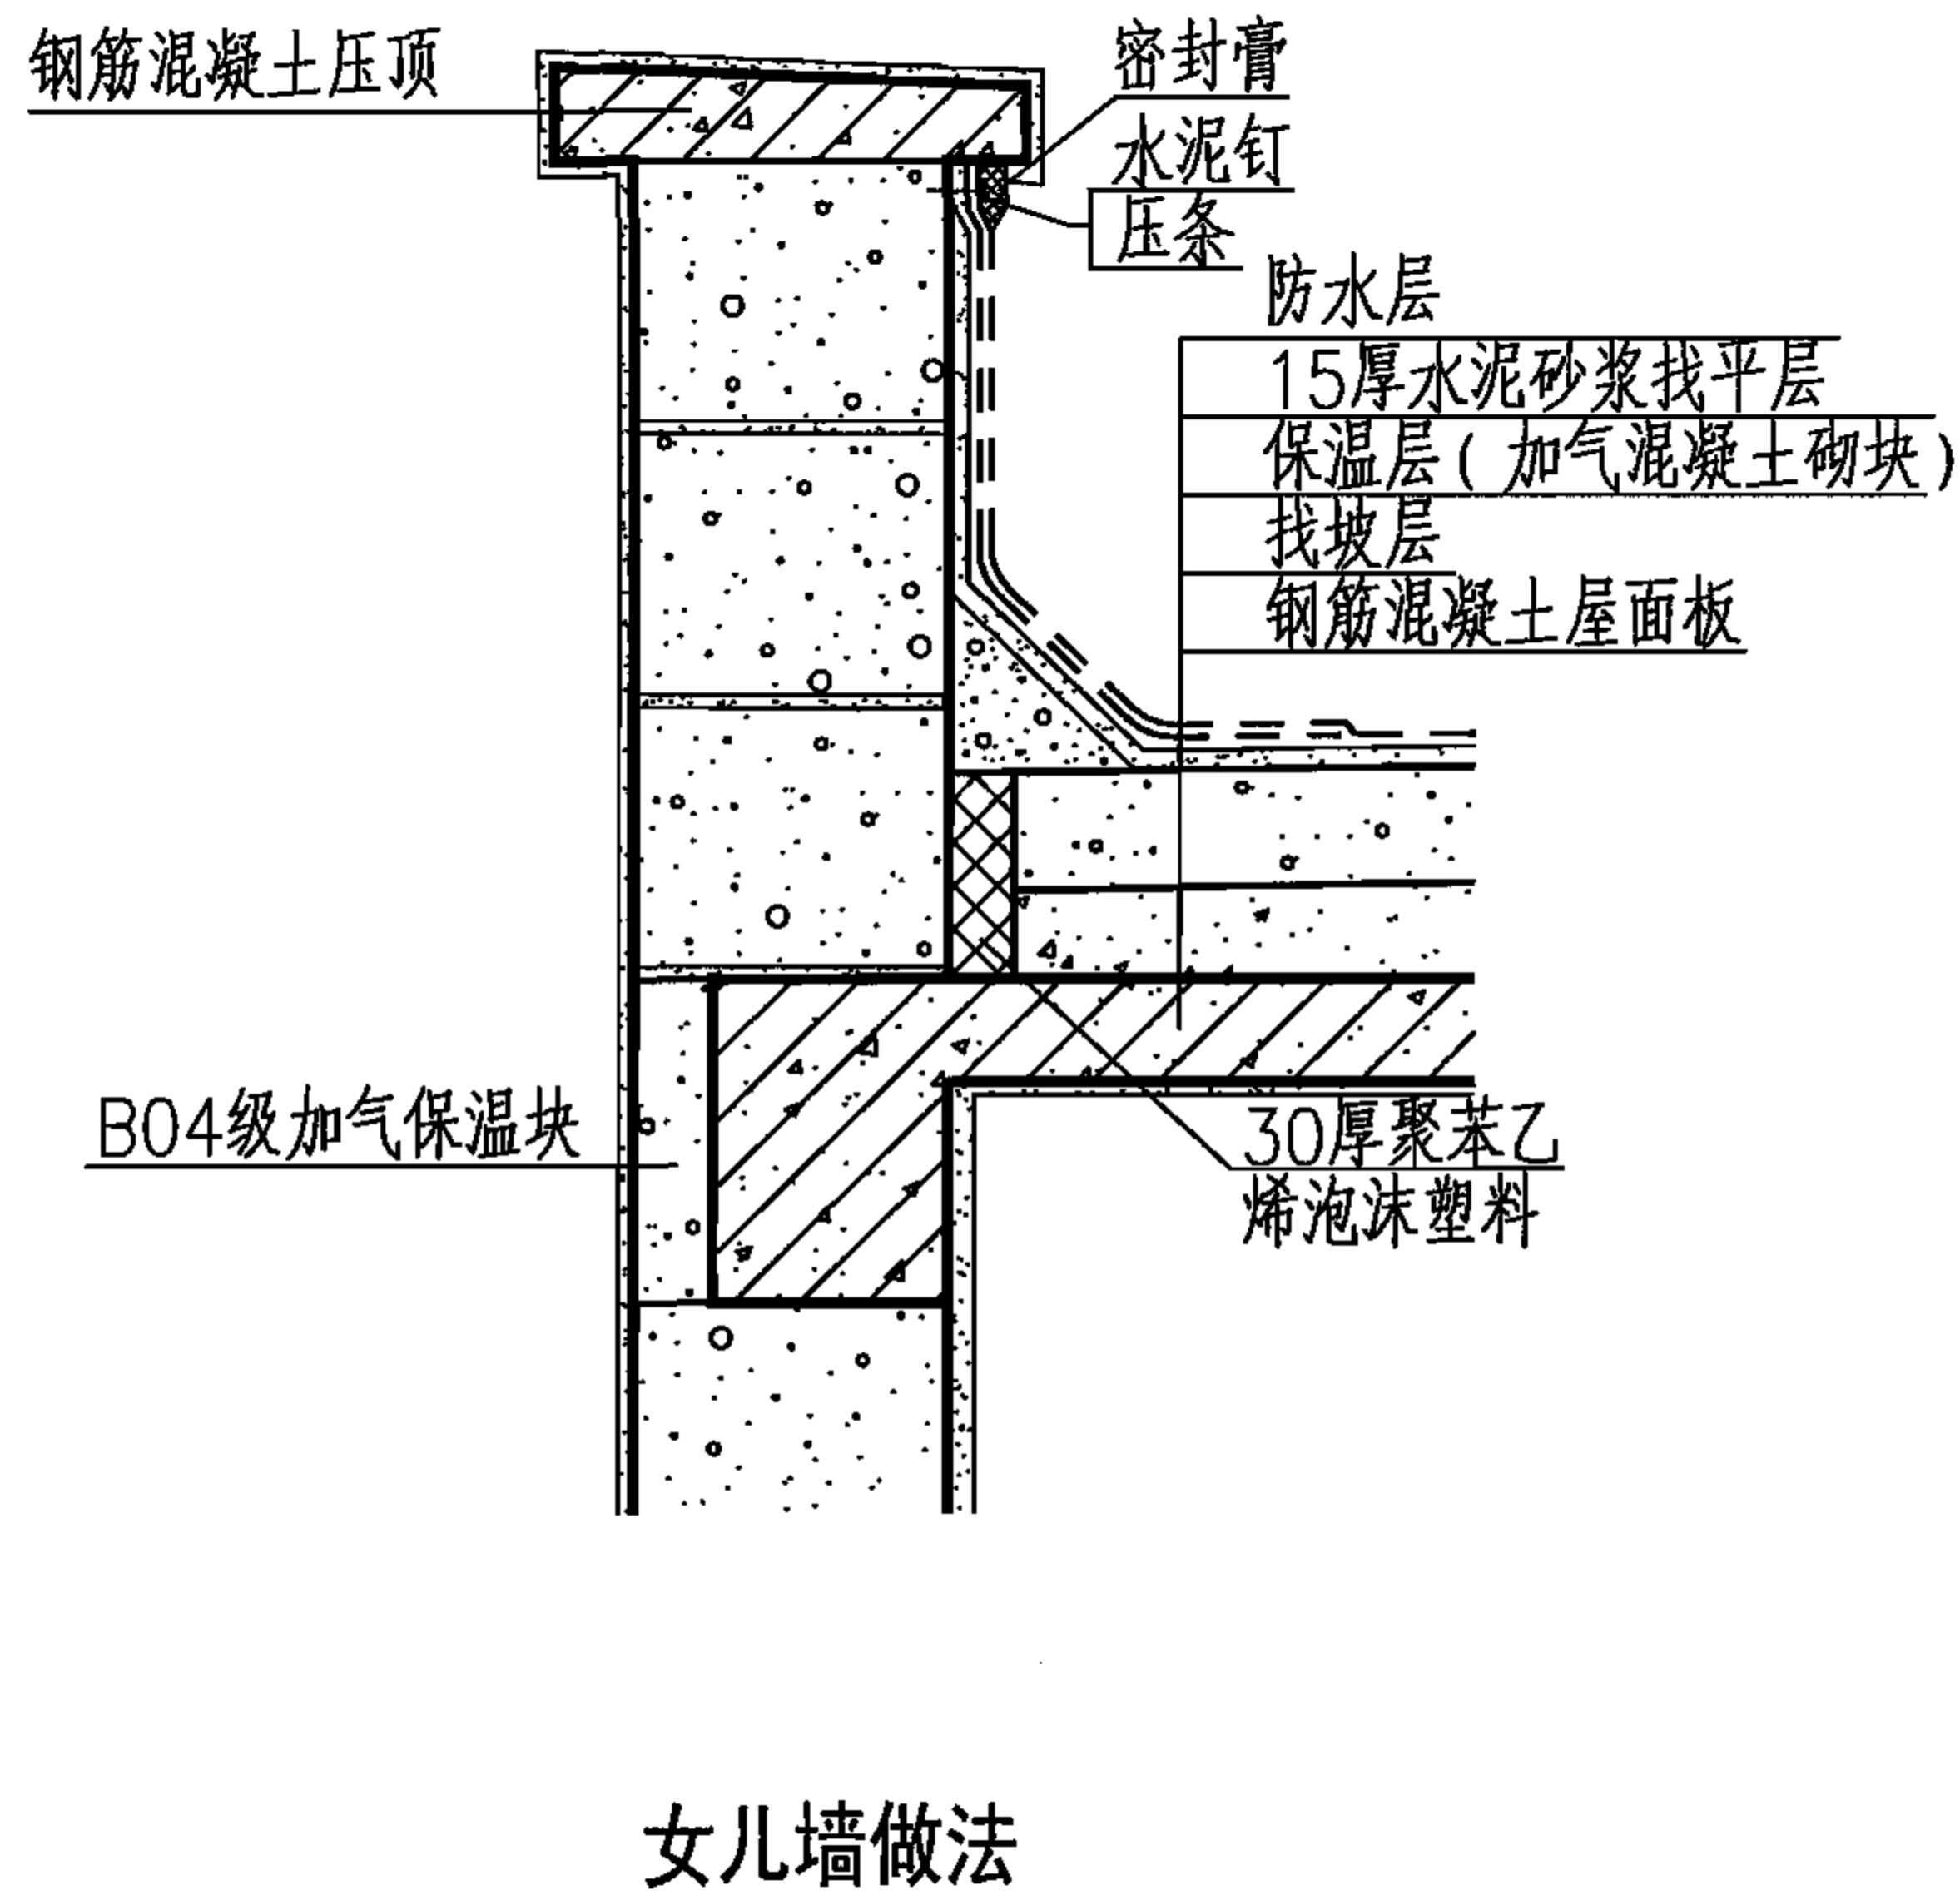 钢筋混凝土压顶
密封膏
水泥钉
压条
防水层
15厚水泥砂浆找平层
保温层(加气混凝土砌块)
找坡层
钢筋混凝土屋面板
B04级加气保温块
30厚聚苯乙
烯泡沫塑料
女儿墙做法